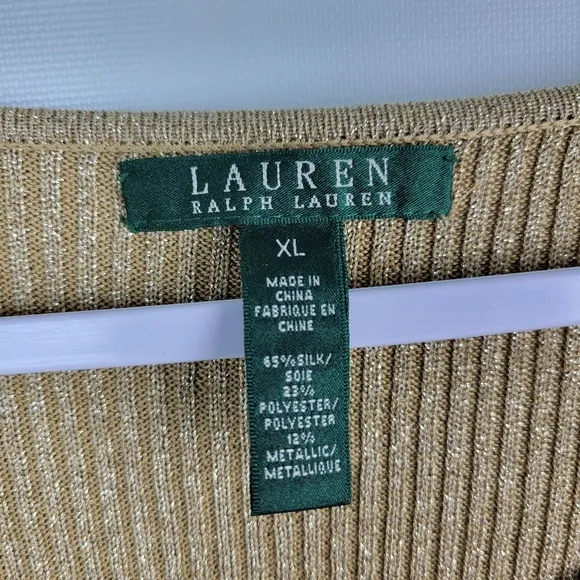 LAUREN
RALPH LAUREN
XL
MADE IN
CHINA
FABRIQUE EN
CHINE
65% SILK/
SOIE
23%
POLYESTER/
POLYESTER
12%
METALLIC/
METALLIQUE